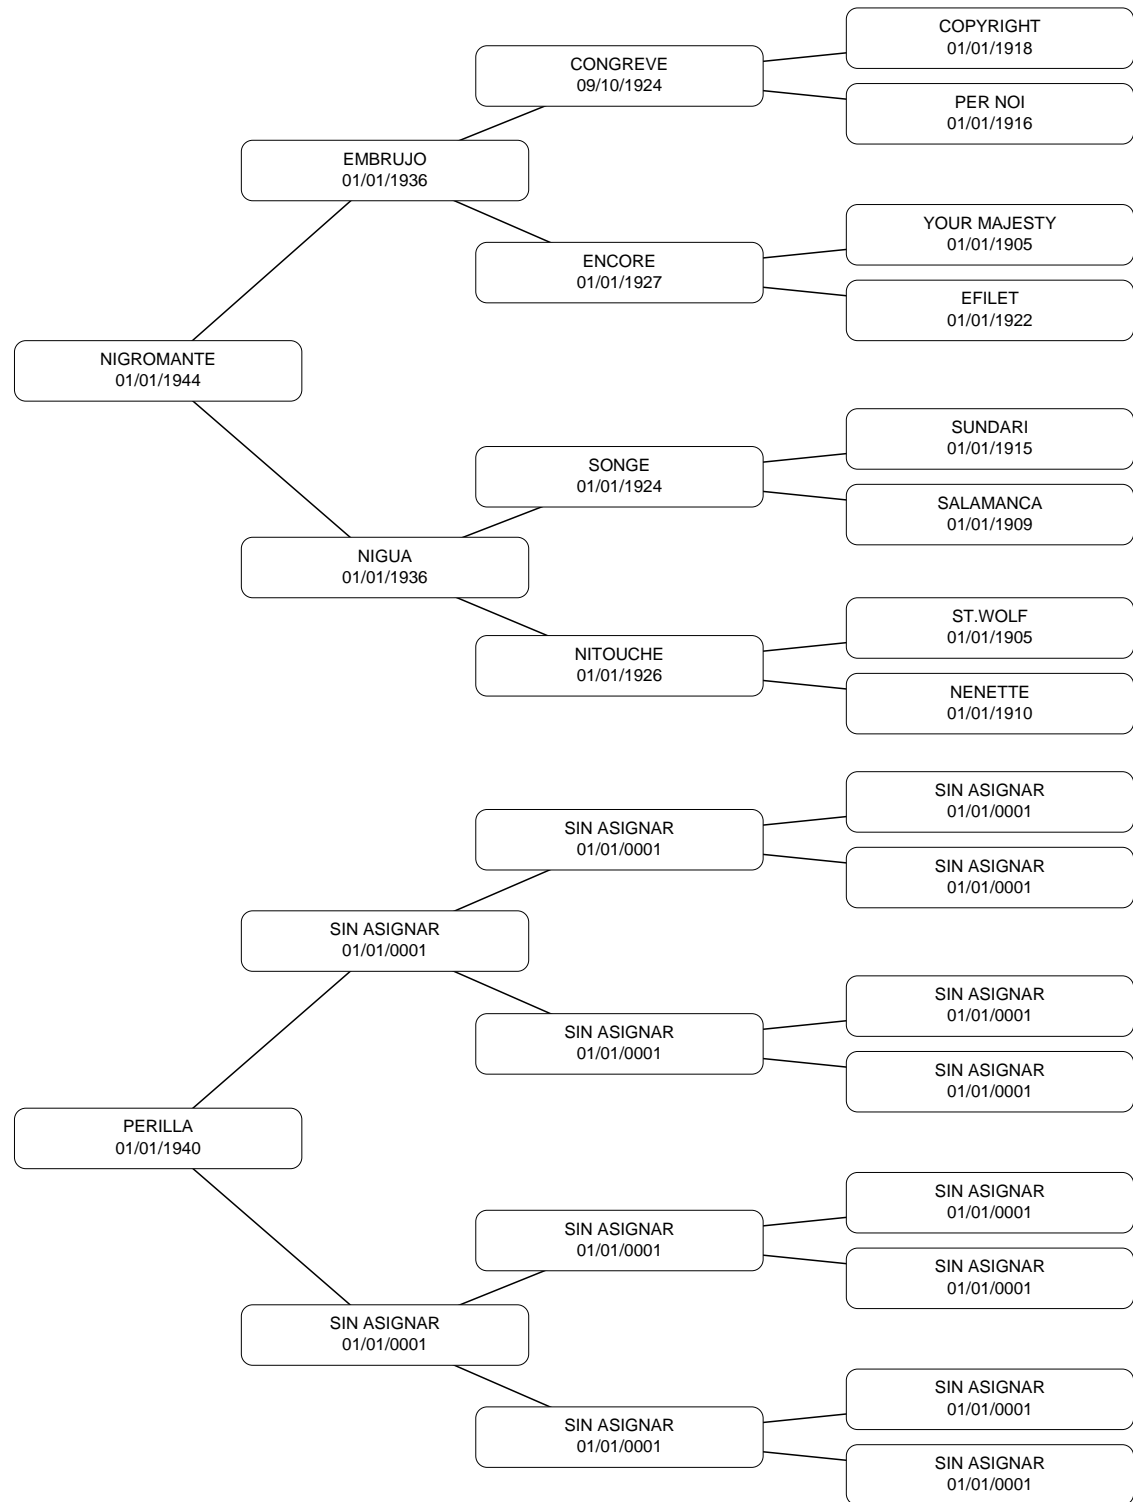 COPYRIGHT
01/01/1918
CONGREVE
09/10/1924
PER NOI
01/01/1916
EMBRUJO
01/01/1936
YOUR MAJESTY
01/01/1905
ENCORE
01/01/1927
EFILET
01/01/1922
NIGROMANTE
01/01/1944
SUNDARI
01/01/1915
SONGE
01/01/1924
SALAMANCA
01/01/1909
NIGUA
01/01/1936
ST.WOLF
01/01/1905
NITOUCHE
01/01/1926
NENETTE
01/01/1910
SIN ASIGNAR
01/01/0001
SIN ASIGNAR
01/01/0001
SIN ASIGNAR
01/01/0001
SIN ASIGNAR
01/01/0001
SIN ASIGNAR
01/01/0001
SIN ASIGNAR
01/01/0001
SIN ASIGNAR
01/01/0001
PERILLA
01/01/1940
SIN ASIGNAR
01/01/0001
SIN ASIGNAR
01/01/0001
SIN ASIGNAR
01/01/0001
SIN ASIGNAR
01/01/0001
SIN ASIGNAR
01/01/0001
SIN ASIGNAR
01/01/0001
SIN ASIGNAR
01/01/0001